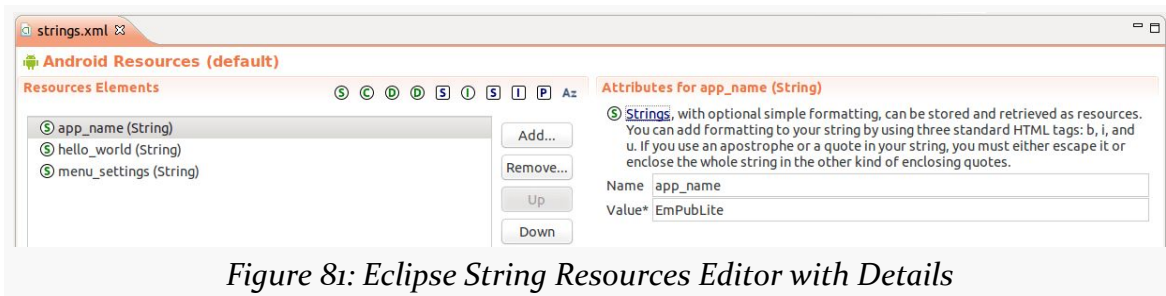 strings.xml
Android Resources (default)
Resources Elements
S C D D S I S I P Az
Attributes for app_name (String)
S app_name (String)
S hello_world (String)
S menu_settings (String)
Add...
Remove...
Up
Down
S Strings, with optional simple formatting, can be stored and retrieved as resources.
You can add formatting to your string by using three standard HTML tags: b, i, and
u. If you use an apostrophe or a quote in your string, you must either escape it or
enclose the whole string in the other kind of enclosing quotes.
Name app_name
Value* EmPubLite
Figure 81: Eclipse String Resources Editor with Details